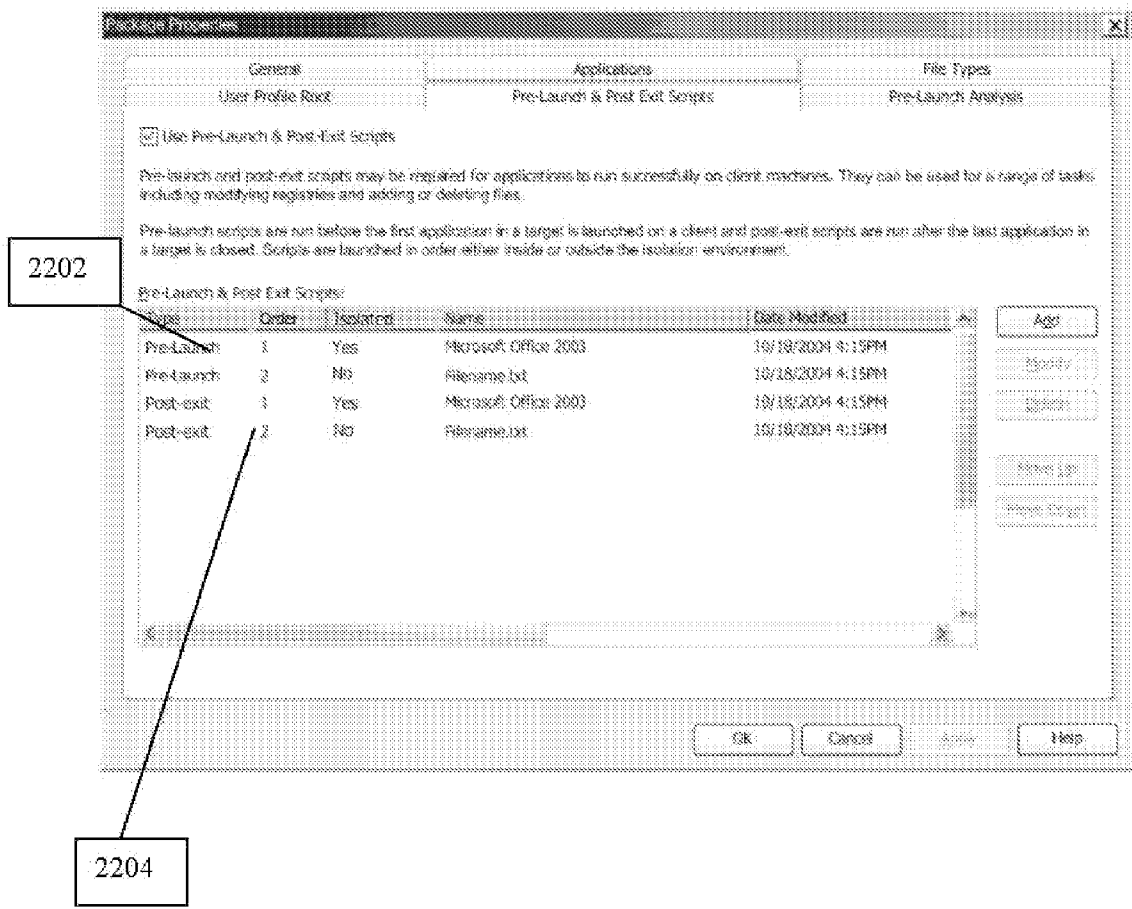 Package Properties
General Applications File Types
User Profile Root Pre-Launch & Post Exit Scripts Pre-Launch Analysis
Use Pre-Launch & Post-Exit Scripts
Pre-launch and post-exit scripts may be required for applications to run successfully on client machines. They can be used for a range of tasks
including modifying registries and adding or deleting files.
Pre-launch scripts are run before the first application in a target is launched on a client and post-exit scripts are run after the last application in
a target is closed. Scripts are launched in order either inside or outside the isolation environment.
2202
Pre-Launch & Post Exit Scripts:
Type Order Isolated Name Date Modified
Add
Pre-Launch 1 Yes Microsoft Office 2003 10/18/2004 4:15PM
Pre-Launch 2 No Filename.txt 10/18/2004 4:15PM
Modify
Post-exit 1 Yes Microsoft Office 2003 10/18/2004 4:15PM
Post-exit 2 No Filename.txt 10/18/2004 4:15PM
Move Up
Move Down
OK Cancel Apply Help
2204